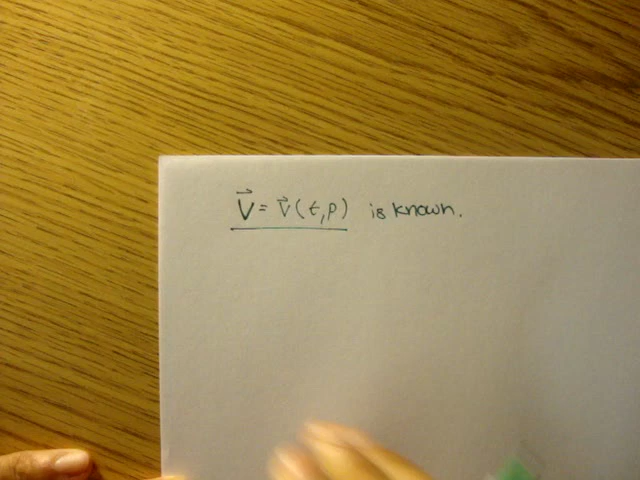 V⃗ = V⃗(t,p) is known.